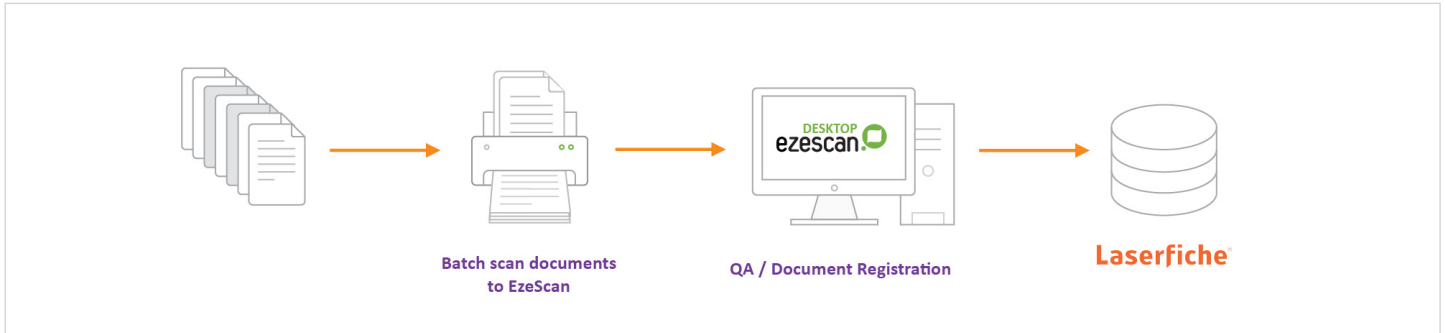 DESKTOP
ezescan
Batch scan documents
to EzeScan
QA / Document Registration
Laserfiche